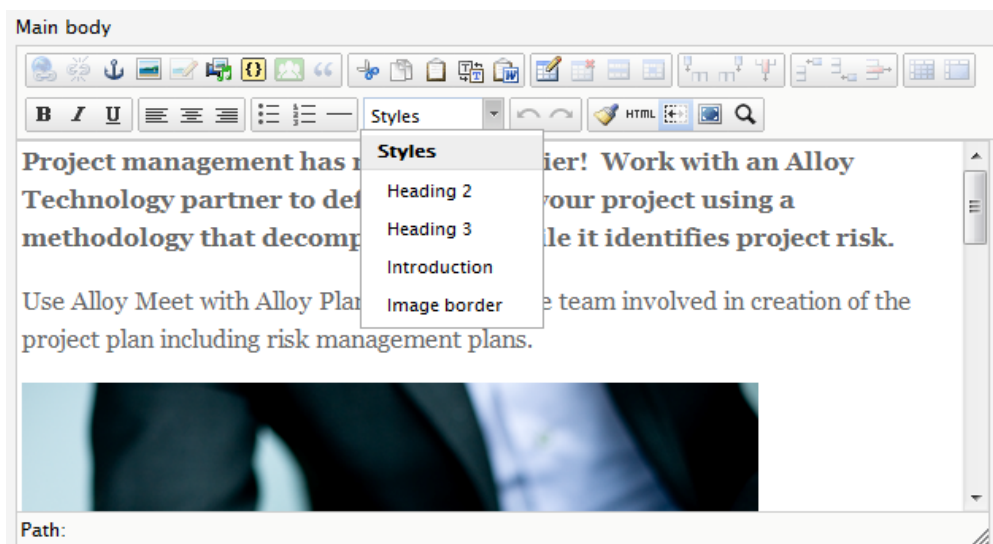 Main body
B I U Styles HTML
Styles
Heading 2
Heading 3
Introduction
Image border
Project management has ier! Work with an Alloy
Technology partner to def your project using a
methodology that decomp ile it identifies project risk.
Use Alloy Meet with Alloy Plan e team involved in creation of the
project plan including risk management plans.
Path: